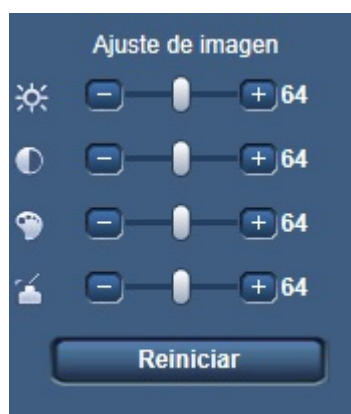 Ajuste de imagen
− + 64
− + 64
− + 64
− + 64
Reiniciar